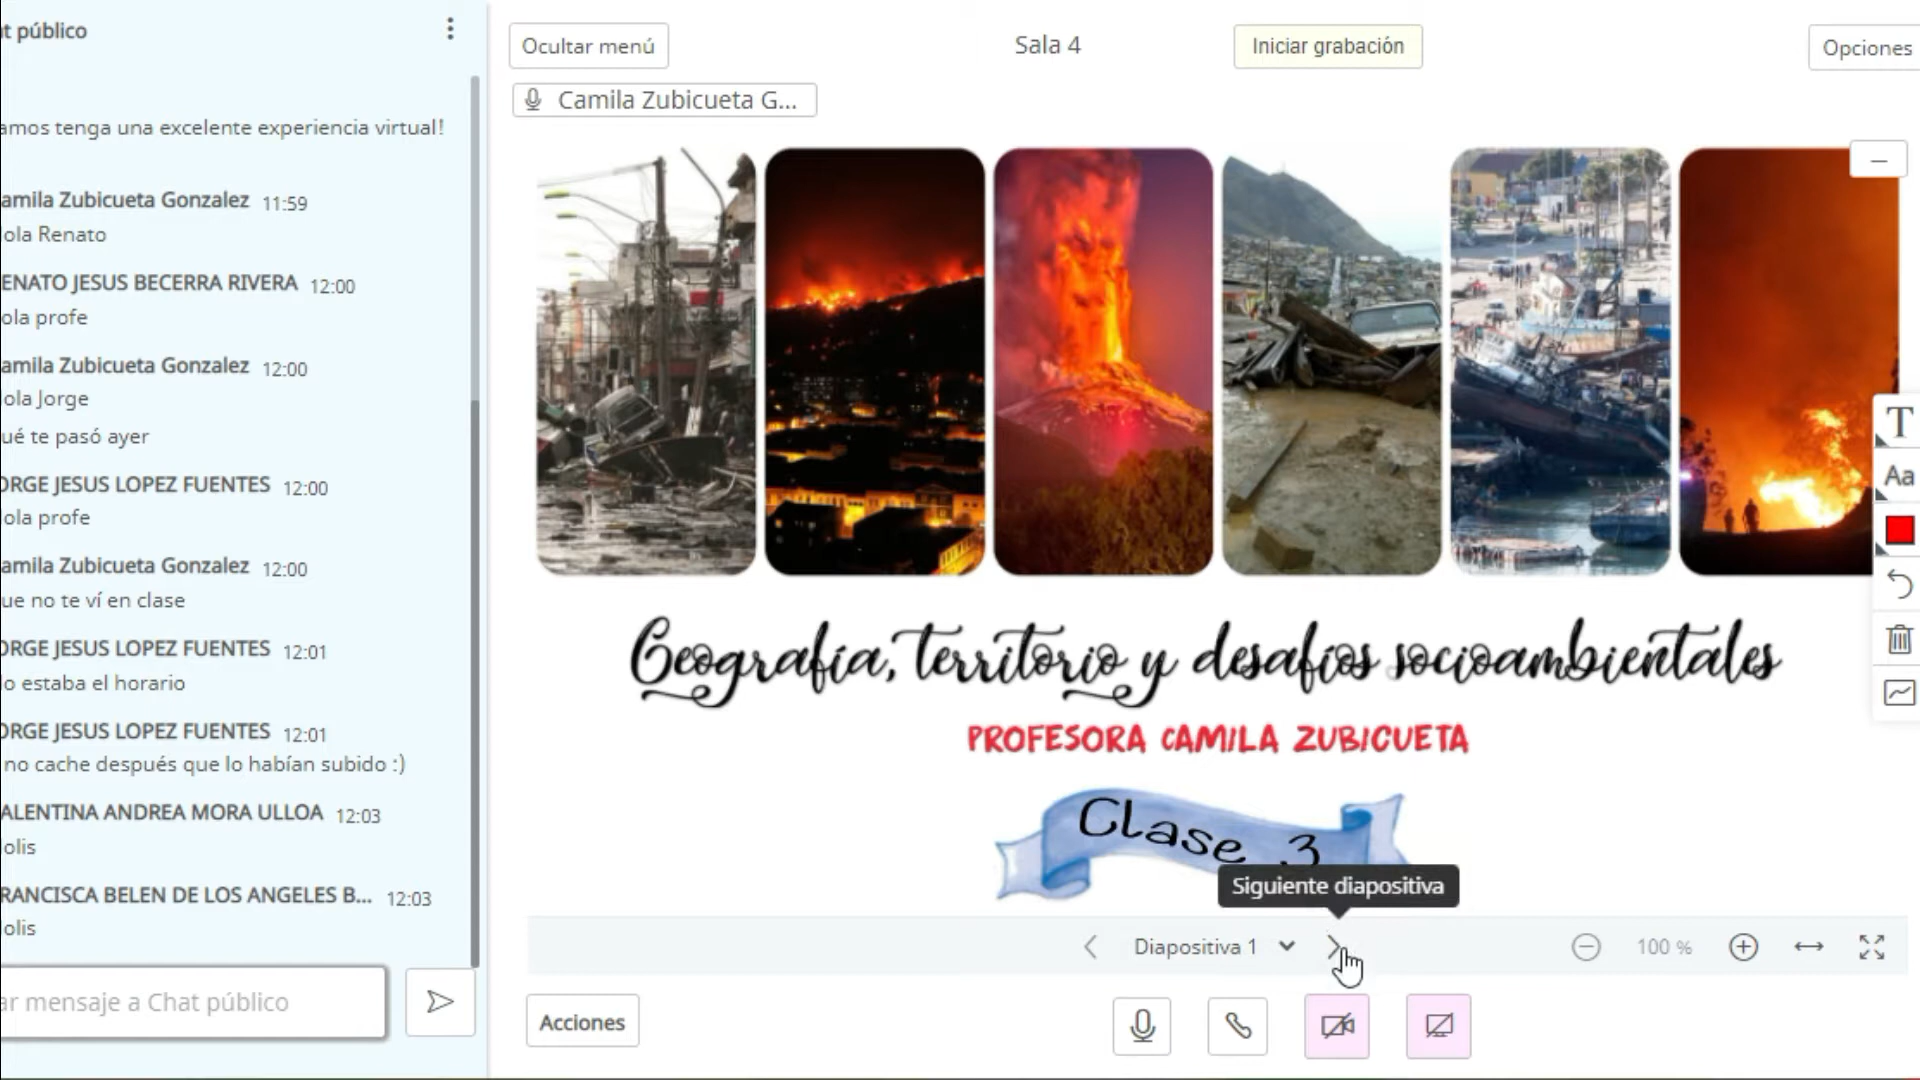 t público
amos tenga una excelente experiencia virtual!
amila Zubicueta Gonzalez 11:59
ola Renato
ENATO JESUS BECERRA RIVERA 12:00
ola profe
amila Zubicueta Gonzalez 12:00
ola Jorge
ué te pasó ayer
ORGE JESUS LOPEZ FUENTES 12:00
ola profe
amila Zubicueta Gonzalez 12:00
ue no te ví en clase
ORGE JESUS LOPEZ FUENTES 12:01
o estaba el horario
ORGE JESUS LOPEZ FUENTES 12:01
no cache después que lo habían subido :)
ALENTINA ANDREA MORA ULLOA 12:03
olis
RANCISCA BELEN DE LOS ANGELES B... 12:03
olis
ar mensaje a Chat público
Ocultar menú
Sala 4
Iniciar grabación
Opciones
Camila Zubicueta G...
T
Aa
Geografía, territorio y desafíos socioambientales
PROFESORA CAMILA ZUBICUETA
Clase 3
Siguiente diapositiva
Diapositiva 1
100 %
Acciones